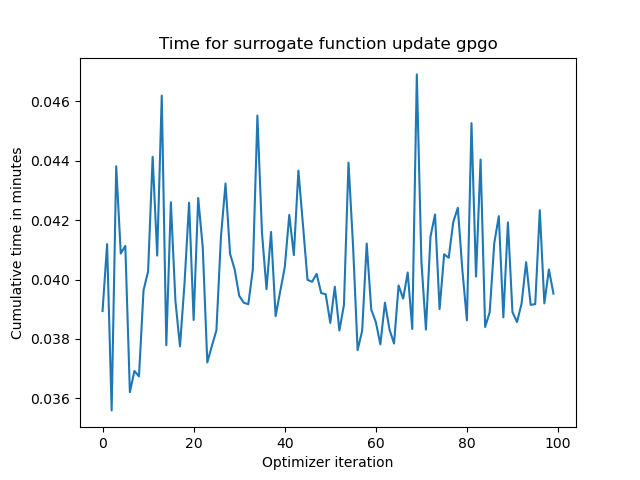 Time for surrogate function update gpgo
Cumulative time in minutes
0.046
0.044
0.042
0.040
0.038
0.036
0 20 40 60 80 100
Optimizer iteration